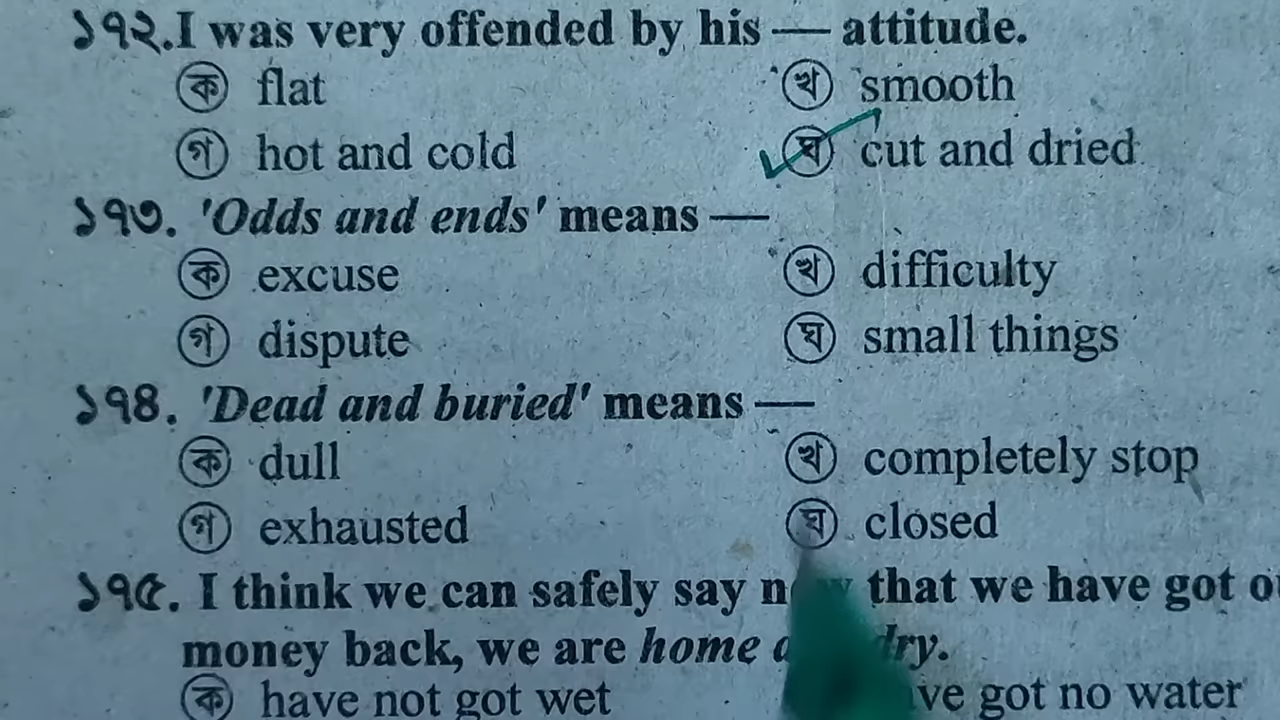 ১৭২.I was very offended by his — attitude.
ক flat খ smooth
গ hot and cold ঘ cut and dried
১৭৩. 'Odds and ends' means —
ক excuse খ difficulty
গ dispute ঘ small things
১৭৪. 'Dead and buried' means —
ক dull খ completely stop
গ exhausted ঘ closed
১৭৫. I think we can safely say that we have got
money back, we are home
ক have not got wet got no water